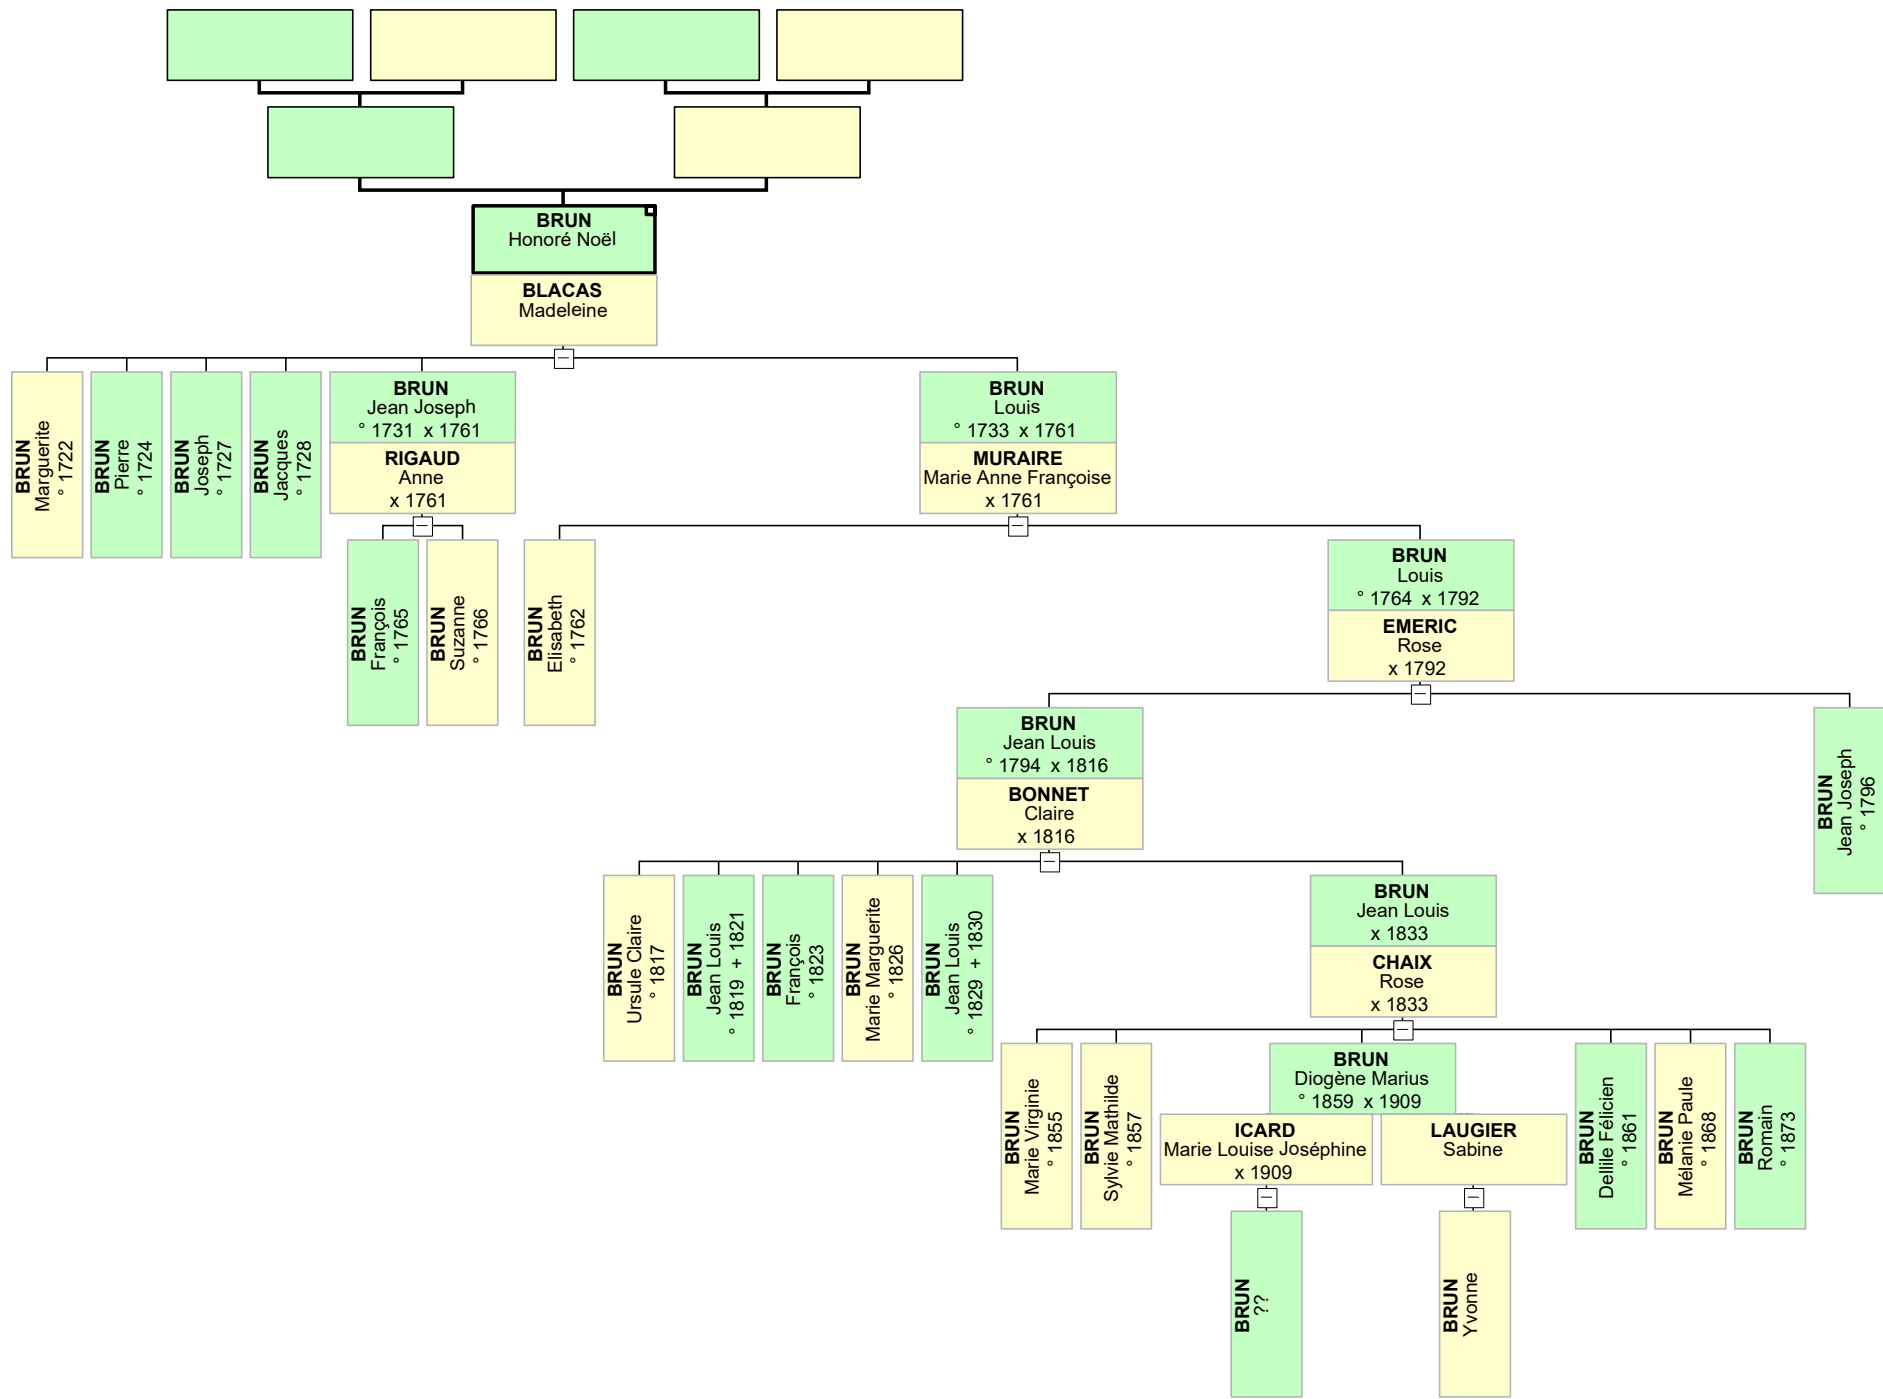 BRUN
Honoré Noël
BLACAS
Madeleine
BRUN
Marguerite
° 1722
BRUN
Pierre
° 1724
BRUN
Joseph
° 1727
BRUN
Jacques
° 1728
BRUN
Jean Joseph
° 1731 x 1761
RIGAUD
Anne
x 1761
BRUN
Louis
° 1733 x 1761
MURAIRE
Marie Anne Françoise
x 1761
BRUN
François
° 1765
BRUN
Suzanne
° 1766
BRUN
Elisabeth
° 1762
BRUN
Louis
° 1764 x 1792
EMERIC
Rose
x 1792
BRUN
Jean Louis
° 1794 x 1816
BONNET
Claire
x 1816
BRUN
Jean Joseph
° 1796
BRUN
Ursule Claire
° 1817
BRUN
Jean Louis
° 1819 + 1821
BRUN
François
° 1823
BRUN
Marie Marguerite
° 1826
BRUN
Jean Louis
° 1829 + 1830
BRUN
Jean Louis
x 1833
CHAIX
Rose
x 1833
BRUN
Marie Virginie
° 1855
BRUN
Sylvie Mathilde
° 1857
BRUN
Diogène Marius
° 1859 x 1909
ICARD
Marie Louise Joséphine
x 1909
LAUGIER
Sabine
BRUN
Dellile Félicien
° 1861
BRUN
Mélanie Paule
° 1868
BRUN
Romain
° 1873
BRUN
??
BRUN
Yvonne